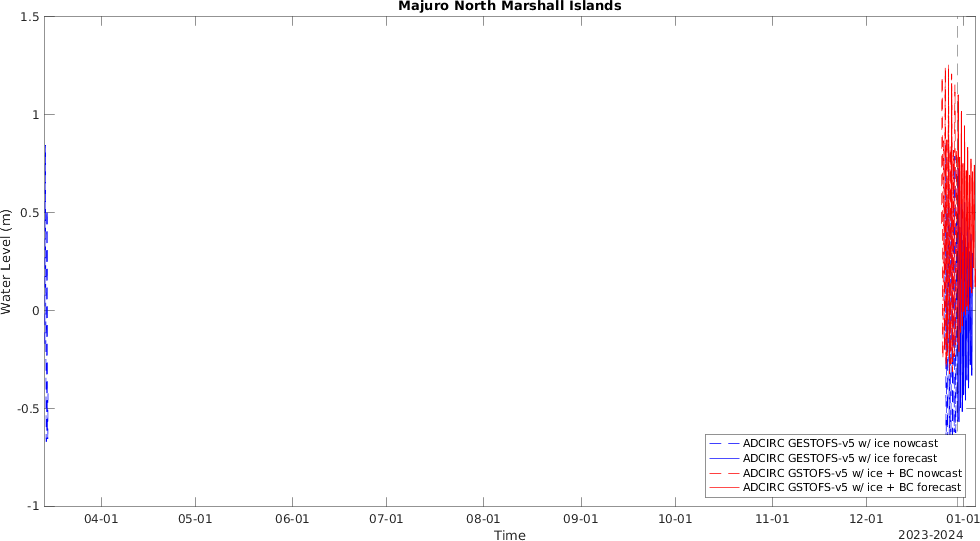 Majuro North Marshall Islands
1.5
1
0.5
0
-0.5
-1
Water Level (m)
04-01 05-01 06-01 07-01 08-01 09-01 10-01 11-01 12-01 01-01
Time
2023-2024
ADCIRC GESTOFS-v5 w/ ice nowcast
ADCIRC GESTOFS-v5 w/ ice forecast
ADCIRC GSTOFS-v5 w/ ice + BC nowcast
ADCIRC GSTOFS-v5 w/ ice + BC forecast